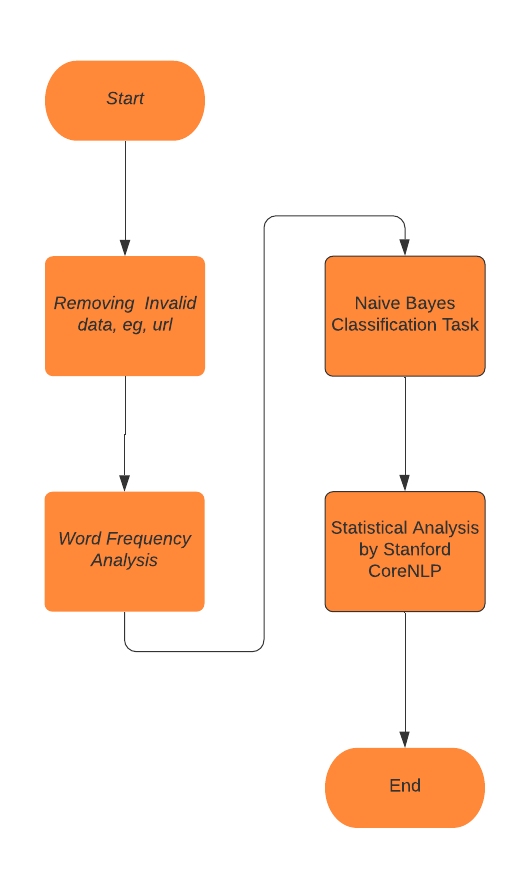 Start
Removing Invalid
data, eg, url
Word Frequency
Analysis
Naive Bayes
Classification Task
Statistical Analysis
by Stanford
CoreNLP
End